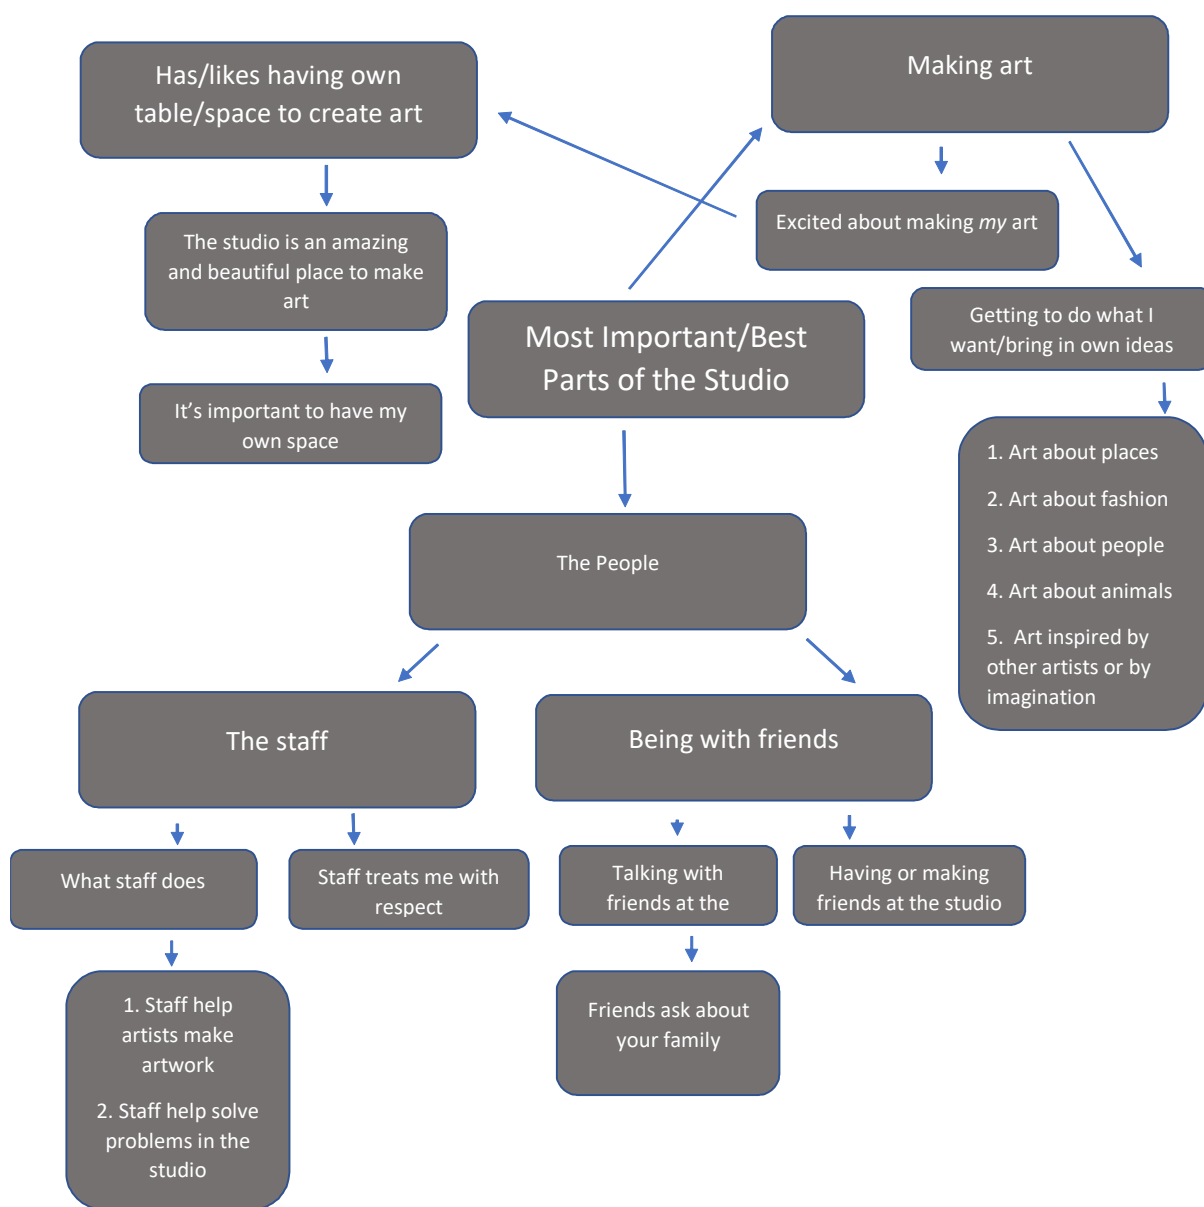 Has/likes having own
table/space to create art
Making art
The studio is an amazing
and beautiful place to make
art
Excited about making my art
It's important to have my
own space
Most Important/Best
Parts of the Studio
Getting to do what I
want/bring in own ideas
1. Art about places
2. Art about fashion
3. Art about people
4. Art about animals
5. Art inspired by
other artists or by
imagination
The People
The staff
Being with friends
What staff does
Staff treats me with
respect
Talking with
friends at the
Having or making
friends at the studio
1. Staff help
artists make
artwork
2. Staff help solve
problems in the
studio
Friends ask about
your family